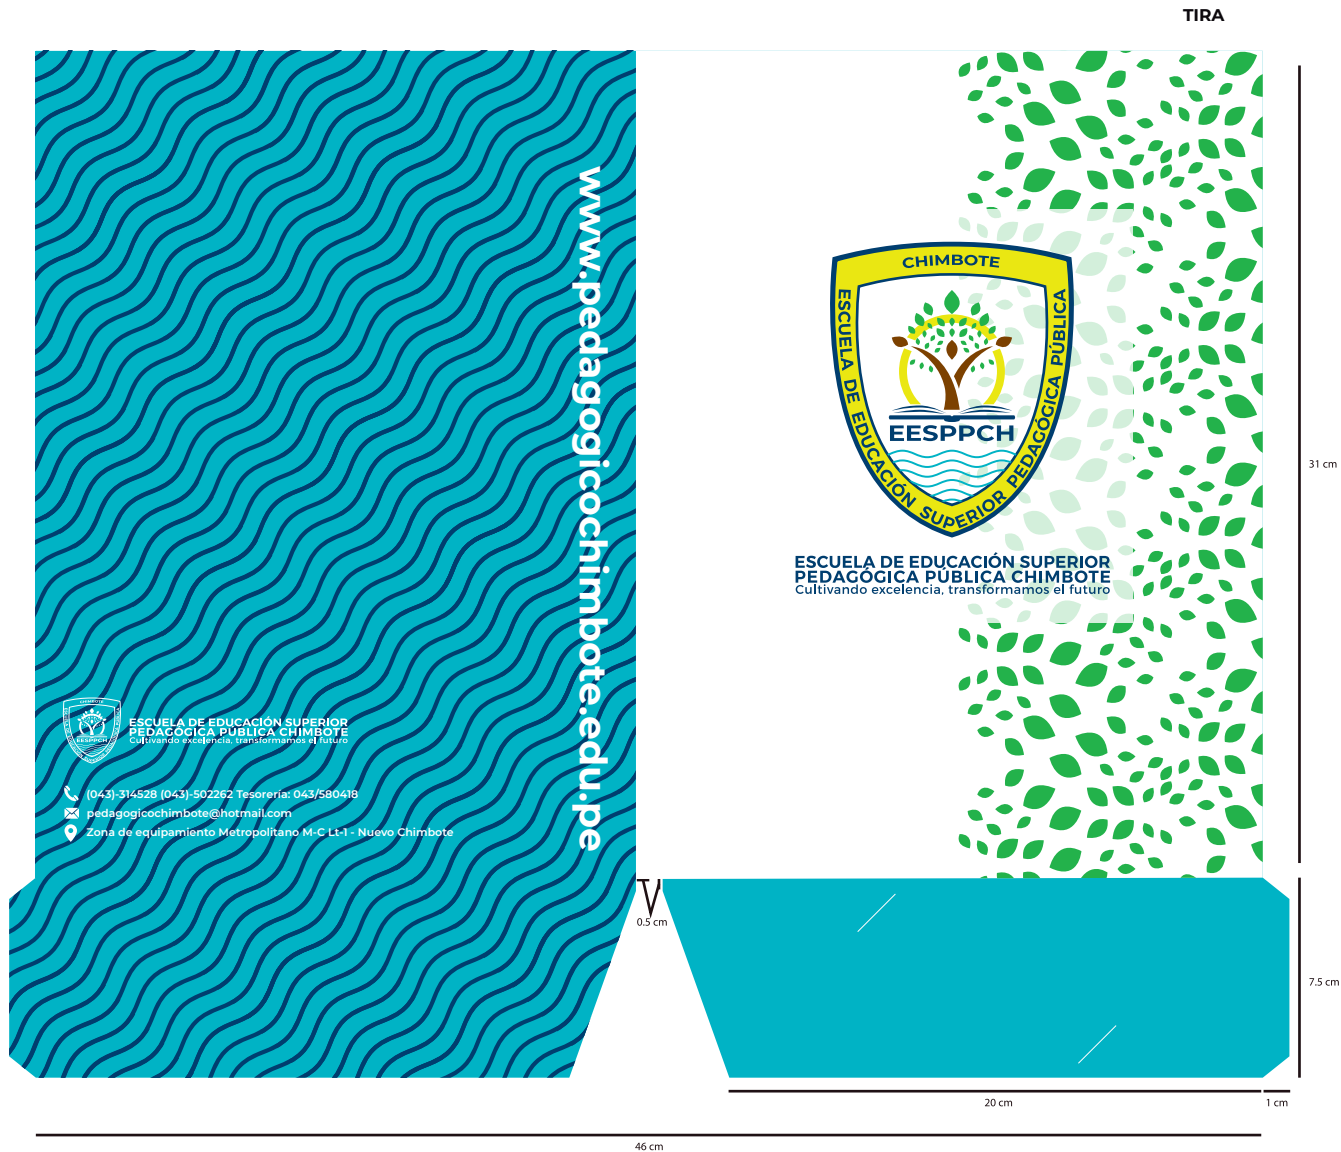 TIRA
www.pedagogicochimbote.edu.pe
CHIMBOTE
ESCUELA DE EDUCACIÓN SUPERIOR PEDAGÓGICA PÚBLICA
EESPPCH
ESCUELA DE EDUCACIÓN SUPERIOR
PEDAGÓGICA PÚBLICA CHIMBOTE
Cultivando excelencia, transformamos el futuro
31 cm
CHIMBOTE
EESPPCH
ESCUELA DE EDUCACIÓN SUPERIOR
PEDAGÓGICA PÚBLICA CHIMBOTE
Cultivando excelencia, transformamos el futuro
(043)-314528 (043)-502262 Tesorería: 043/580418
pedagogicochimbote@hotmail.com
Zona de equipamiento Metropolitano M-C Lt-1 - Nuevo Chimbote
0.5 cm
7.5 cm
20 cm
1 cm
46 cm